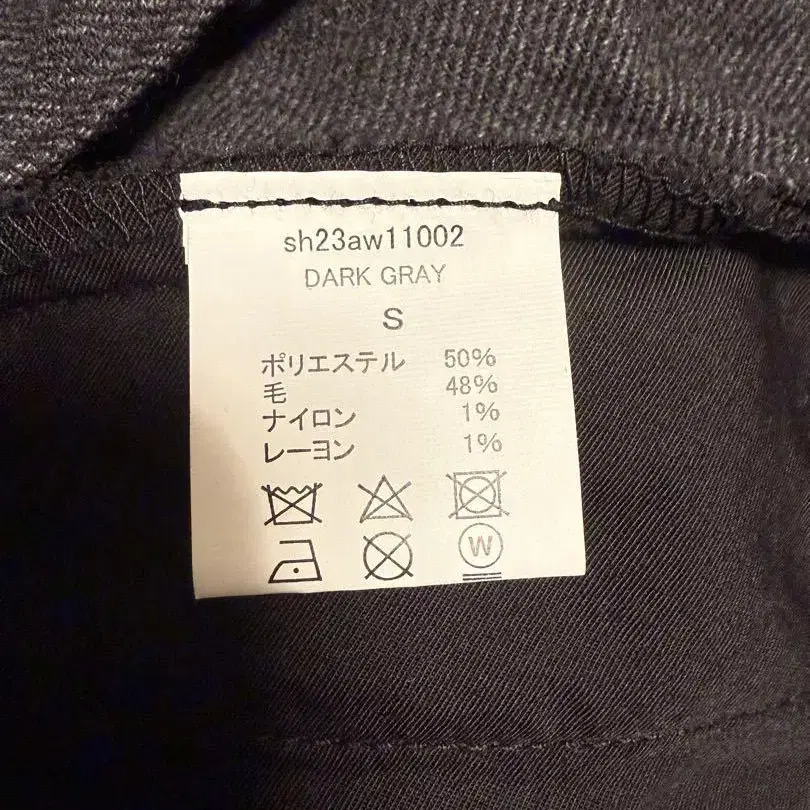 sh23aw11002
DARK GRAY
S
ポリエステル 50%
毛 48%
ナイロン 1%
レーヨン 1%
W